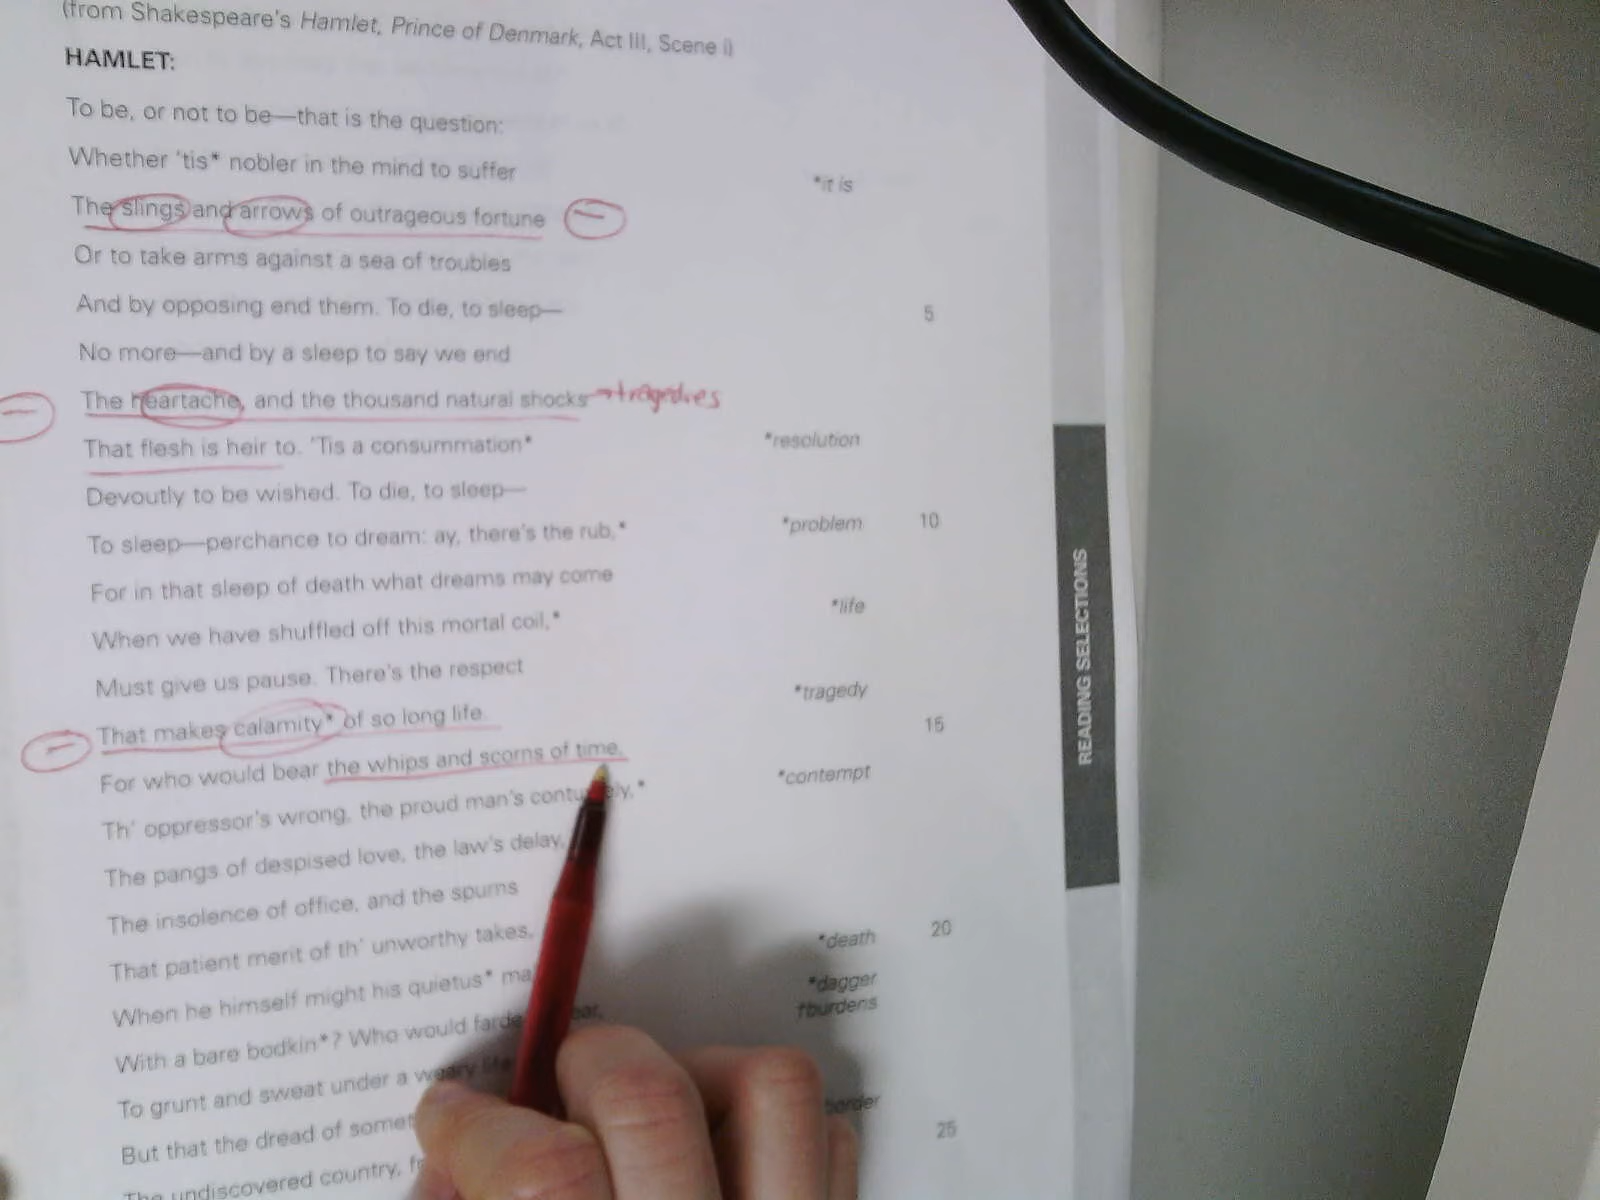 (from Shakespeare's Hamlet, Prince of Denmark, Act III, Scene i)
HAMLET:
To be, or not to be—that is the question:
Whether 'tis* nobler in the mind to suffer
*it is
The slings and arrows of outrageous fortune −
Or to take arms against a sea of troubles
And by opposing end them. To die, to sleep—
5
No more—and by a sleep to say we end
− The heartache, and the thousand natural shocks → tragedies
That flesh is heir to. 'Tis a consummation*
*resolution
Devoutly to be wished. To die, to sleep—
To sleep—perchance to dream: ay, there's the rub,*
*problem 10
For in that sleep of death what dreams may come
When we have shuffled off this mortal coil,*
*life
Must give us pause. There's the respect
− That makes calamity* of so long life.
*tragedy
For who would bear the whips and scorns of time,
15
Th' oppressor's wrong, the proud man's
*contempt
The pangs of despised love, the law's delay,
The insolence of office, and the spurns
That patient merit of th' unworthy takes,
When he himself might his quietus*
*death 20
With a bare bodkin*? Who would
*dagger
†burdens
To grunt and sweat under a weary life
But that the dread of
border
The undiscovered country,
25
READING SELECTIONS